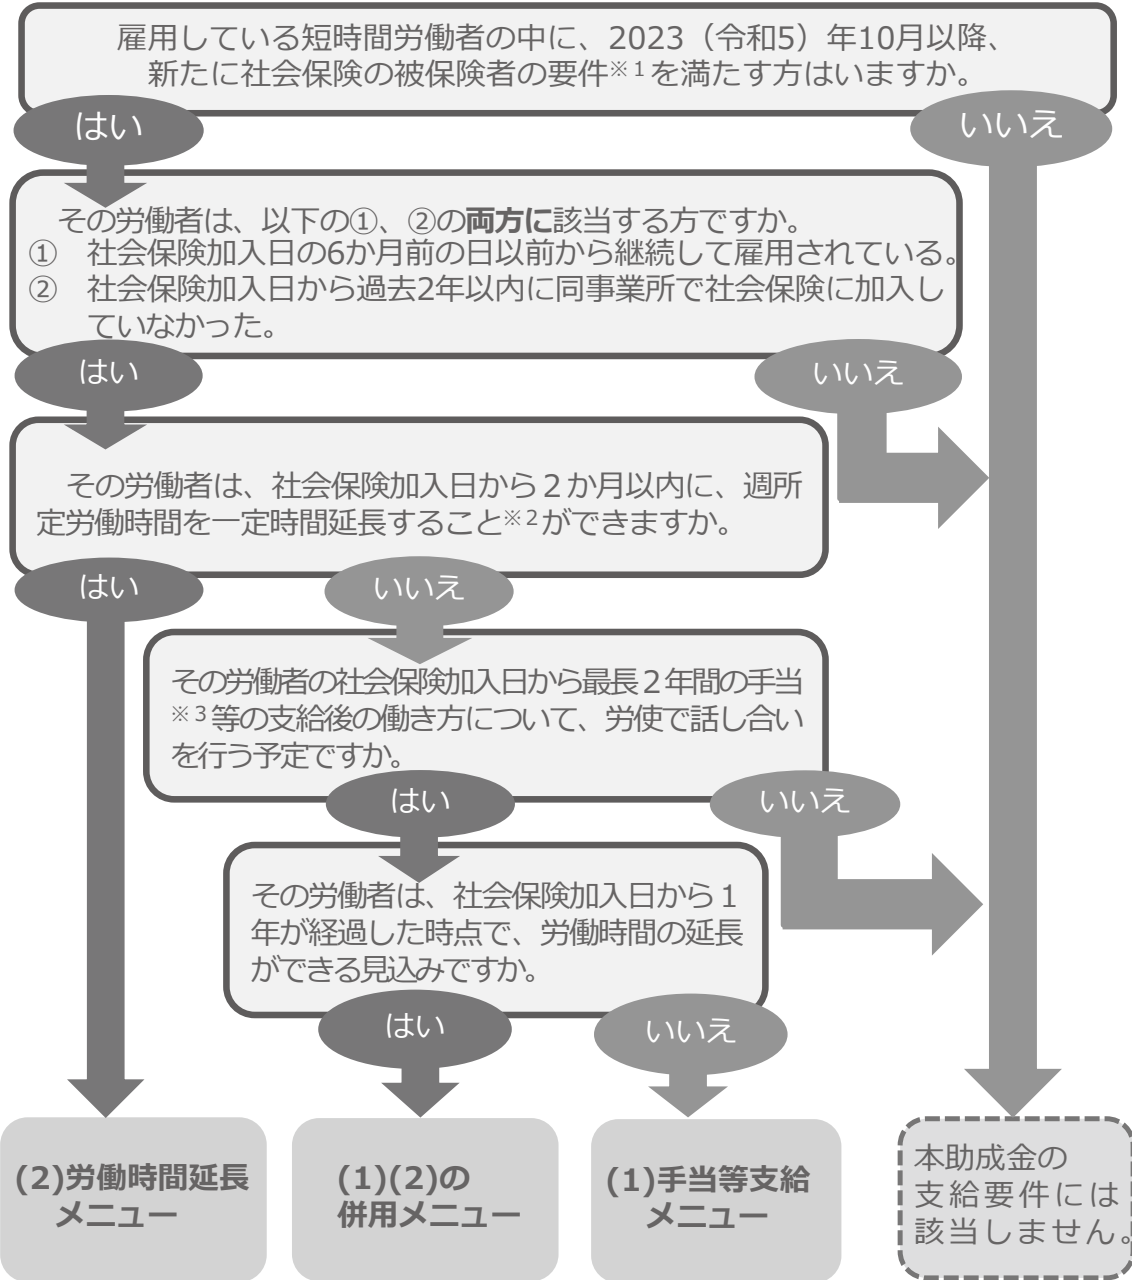 雇用している短時間労働者の中に、2023（令和5）年10月以降、
新たに社会保険の被保険者の要件※1を満たす方はいますか。
はい
いいえ
その労働者は、以下の①、②の両方に該当する方ですか。
① 社会保険加入日の6か月前の日以前から継続して雇用されている。
② 社会保険加入日から過去2年以内に同事業所で社会保険に加入し
ていなかった。
はい
いいえ
その労働者は、社会保険加入日から２か月以内に、週所
定労働時間を一定時間延長すること※2ができますか。
はい
いいえ
その労働者の社会保険加入日から最長２年間の手当
※3等の支給後の働き方について、労使で話し合い
を行う予定ですか。
はい
いいえ
その労働者は、社会保険加入日から１
年が経過した時点で、労働時間の延長
ができる見込みですか。
はい
いいえ
(2)労働時間延長
メニュー
(1)(2)の
併用メニュー
(1)手当等支給
メニュー
本助成金の
支給要件には
該当しません。